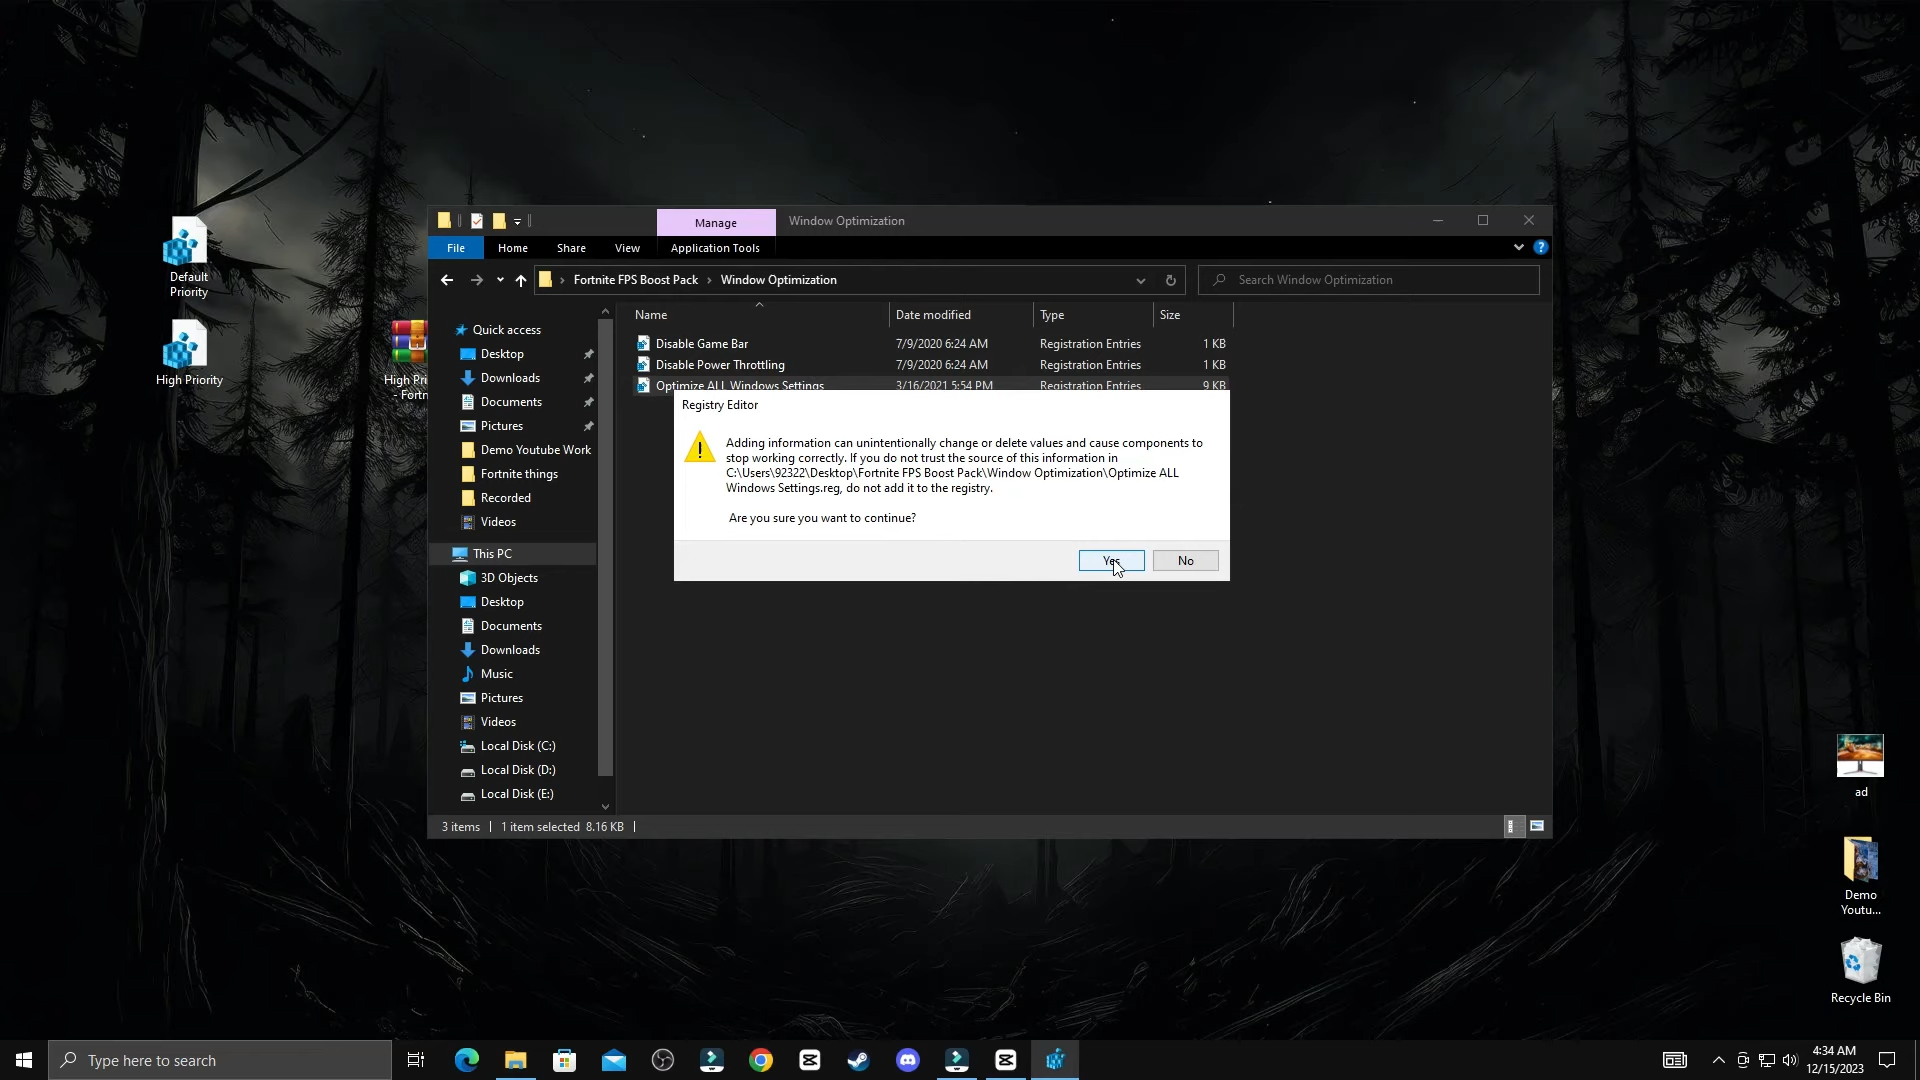 Manage
Window Optimization
File
Home
Share
View
Application Tools
Fortnite FPS Boost Pack
Window Optimization
Search Window Optimization
Name
Date modified
Type
Size
Disable Game Bar
7/9/2020 6:24 AM
Registration Entries
1 KB
Disable Power Throttling
7/9/2020 6:24 AM
Registration Entries
1 KB
Optimize ALL Windows Settings
3/16/2021 5:54 PM
Registration Entries
9 KB
Quick access
Desktop
Downloads
Documents
Pictures
Demo Youtube Work
Fortnite things
Recorded
Videos
This PC
3D Objects
Desktop
Documents
Downloads
Music
Pictures
Videos
Local Disk (C:)
Local Disk (D:)
Local Disk (E:)
3 items
1 item selected 8.16 KB
Registry Editor
Adding information can unintentionally change or delete values and cause components to
stop working correctly. If you do not trust the source of this information in
C:\Users\92322\Desktop\Fortnite FPS Boost Pack\Window Optimization\Optimize ALL
Windows Settings.reg, do not add it to the registry.
Are you sure you want to continue?
Yes
No
Default
Priority
High Priority
High Pri
- Fortn
ad
Demo
Youtu...
Recycle Bin
Type here to search
4:34 AM
12/15/2023